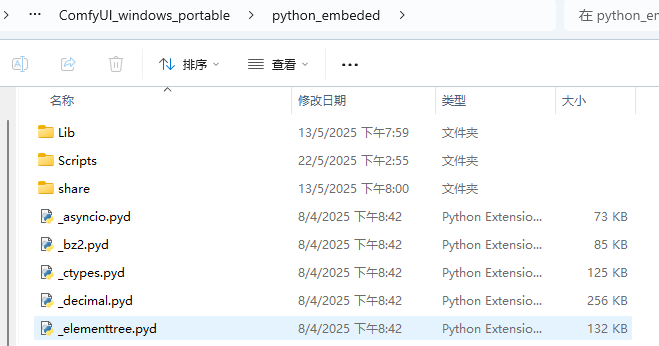 ComfyUI_windows_portable > python_embeded > 在 python_em
排序 查看
名称 修改日期 类型 大小
Lib 13/5/2025 下午7:59 文件夹
Scripts 22/5/2025 下午2:55 文件夹
share 13/5/2025 下午8:00 文件夹
_asyncio.pyd 8/4/2025 下午8:42 Python Extensio... 73 KB
_bz2.pyd 8/4/2025 下午8:42 Python Extensio... 85 KB
_ctypes.pyd 8/4/2025 下午8:42 Python Extensio... 125 KB
_decimal.pyd 8/4/2025 下午8:42 Python Extensio... 256 KB
_elementtree.pyd 8/4/2025 下午8:42 Python Extensio... 132 KB